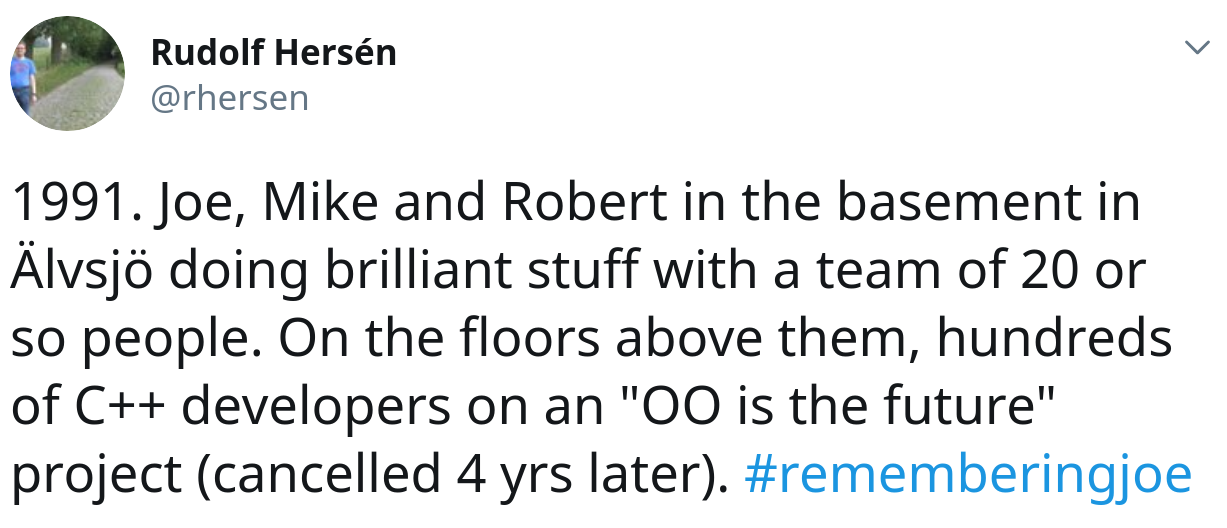 Rudolf Hersén
@rhersen
1991. Joe, Mike and Robert in the basement in
Älvsjö doing brilliant stuff with a team of 20 or
so people. On the floors above them, hundreds
of C++ developers on an "OO is the future"
project (cancelled 4 yrs later). #rememberingjoe